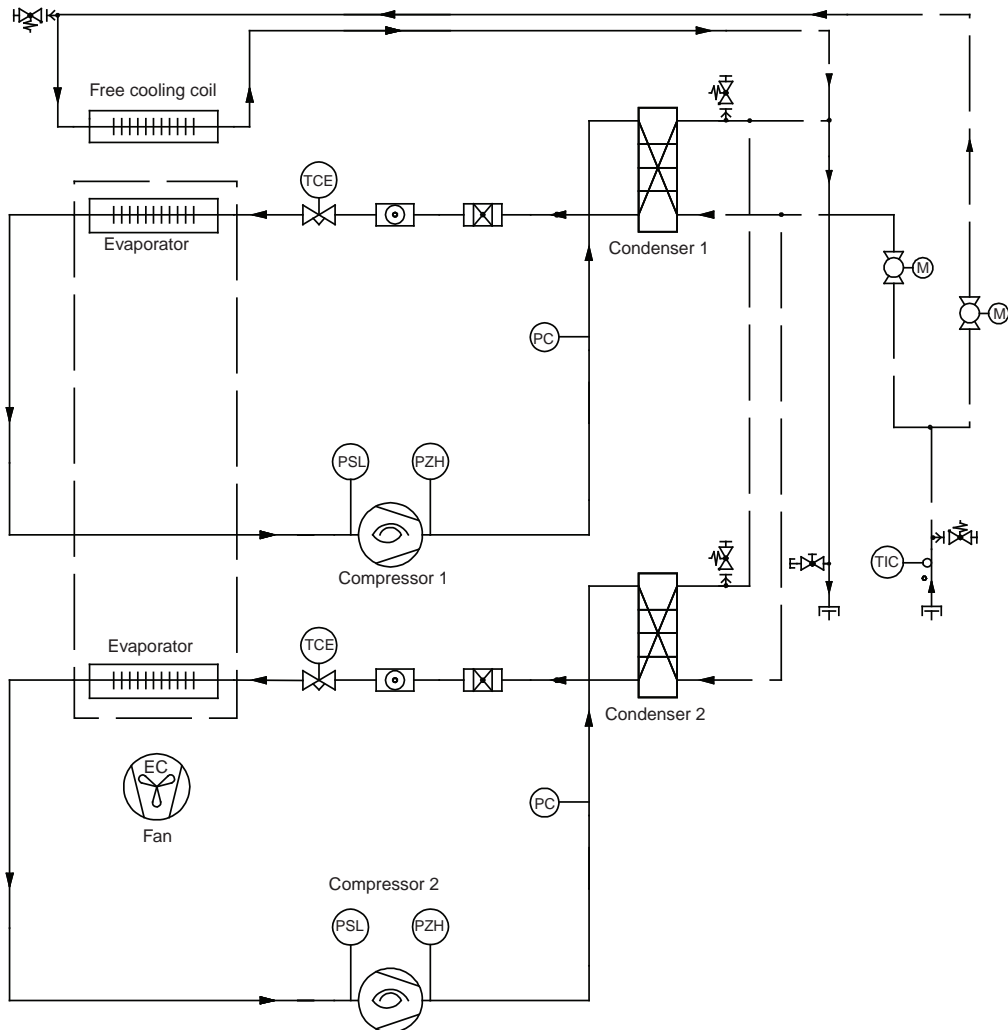 Free cooling coil
TCE
Evaporator
Condenser 1
M
M
PC
PSL
PZH
Compressor 1
TIC
Evaporator
TCE
Condenser 2
EC
Fan
PC
Compressor 2
PSL
PZH